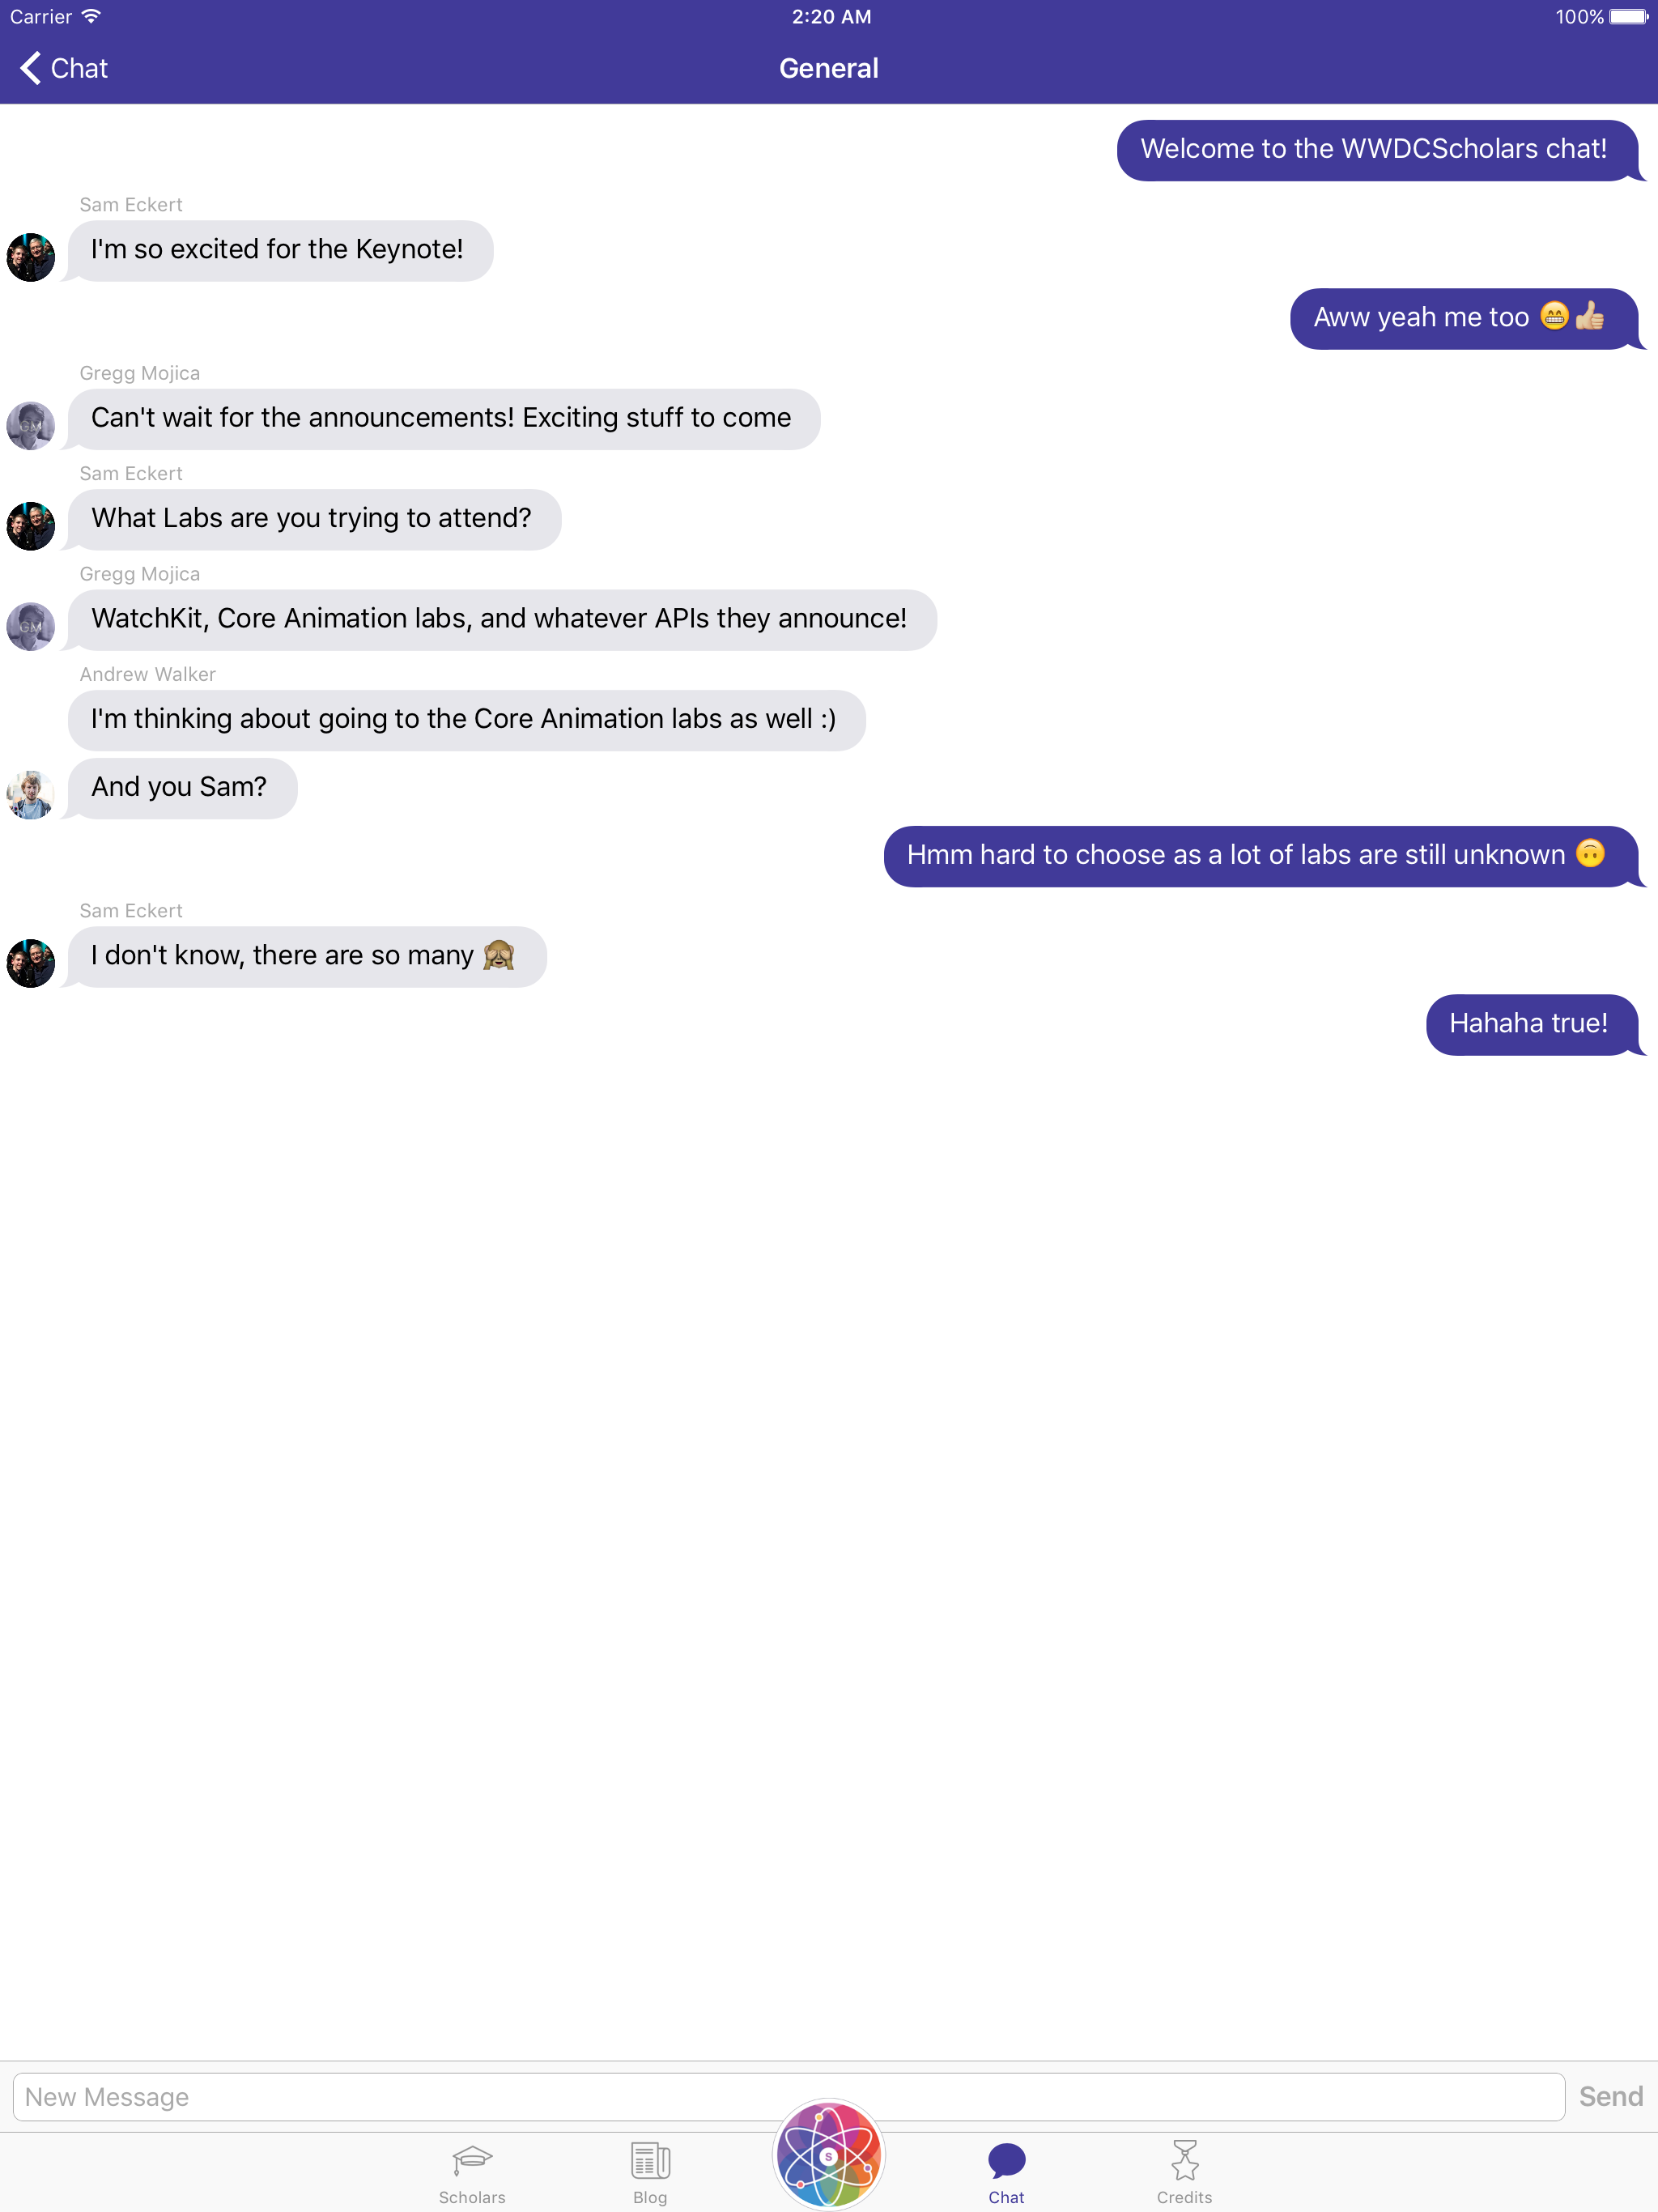 Carrier 2:20 AM 100%
Chat General
Welcome to the WWDCScholars chat!
Sam Eckert
I'm so excited for the Keynote!
Aww yeah me too 😁👍🏼
Gregg Mojica
GM
Can't wait for the announcements! Exciting stuff to come
Sam Eckert
What Labs are you trying to attend?
Gregg Mojica
GM
WatchKit, Core Animation labs, and whatever APIs they announce!
Andrew Walker
I'm thinking about going to the Core Animation labs as well :)
And you Sam?
Hmm hard to choose as a lot of labs are still unknown 🙃
Sam Eckert
I don't know, there are so many 🙈
Hahaha true!
New Message Send
S
Scholars Blog Chat Credits